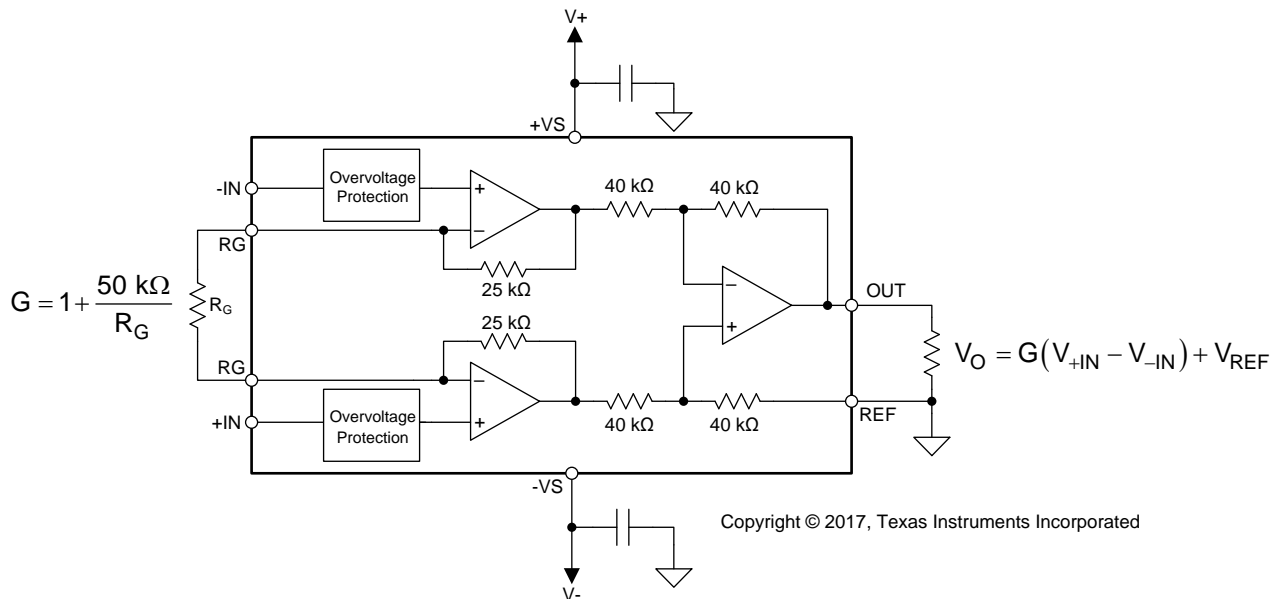 V+
+VS
-IN
Overvoltage
Protection
+
−
RG
25 kΩ
40 kΩ
40 kΩ
G = 1 + 50 kΩ / R_G
R_G
−
+
OUT
V_O = G(V_{+IN} − V_{−IN}) + V_{REF}
25 kΩ
RG
−
+
+IN
Overvoltage
Protection
40 kΩ
40 kΩ
REF
-VS
Copyright © 2017, Texas Instruments Incorporated
V-